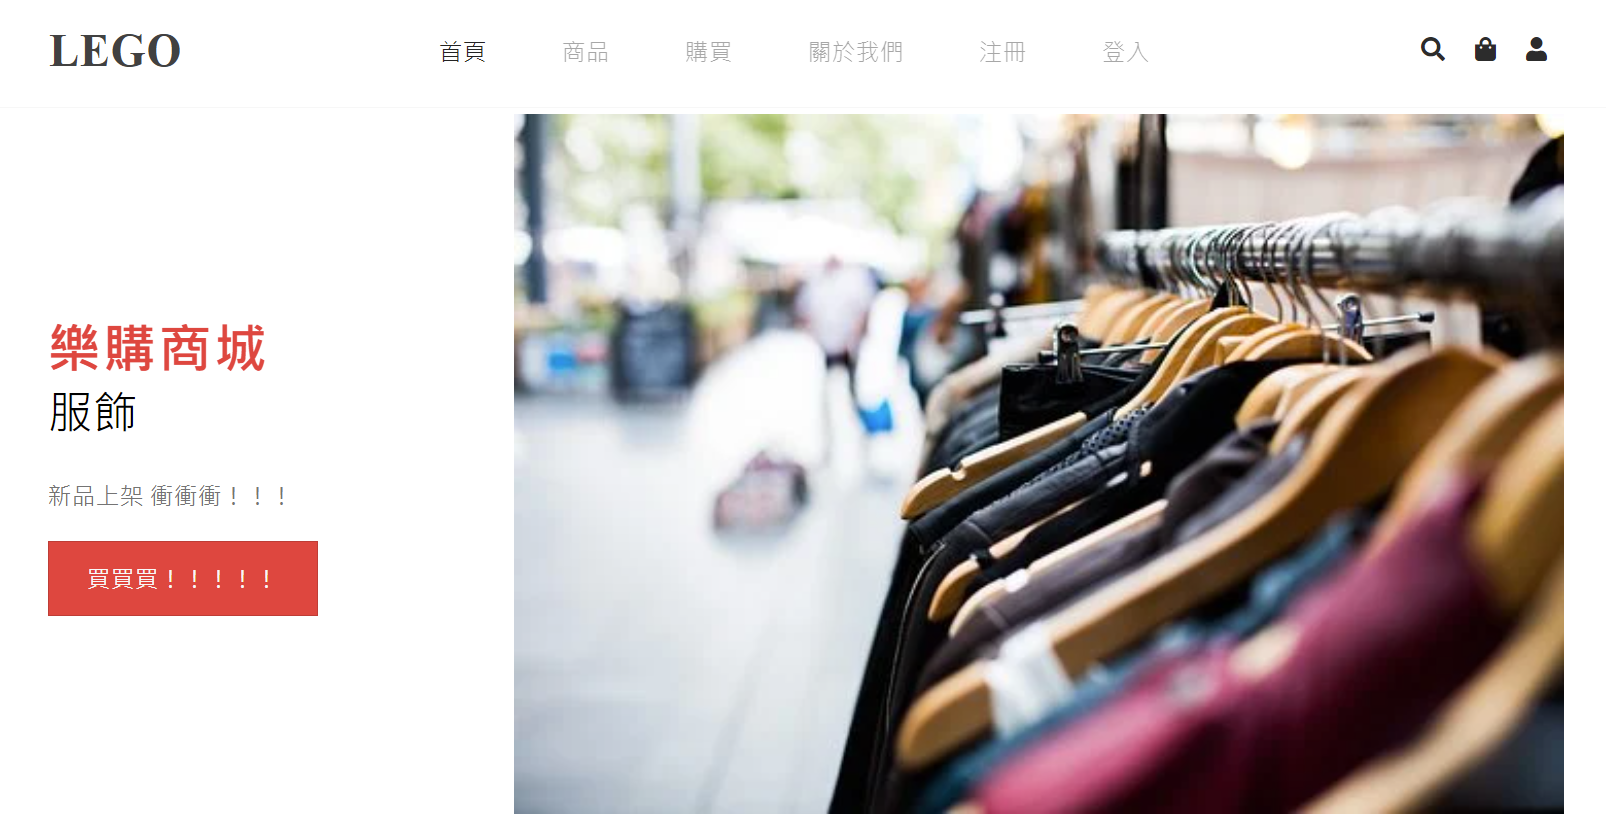 LEGO
首頁 商品 購買 關於我們 注冊 登入
樂購商城
服飾
新品上架 衝衝衝！！！
買買買！！！！！